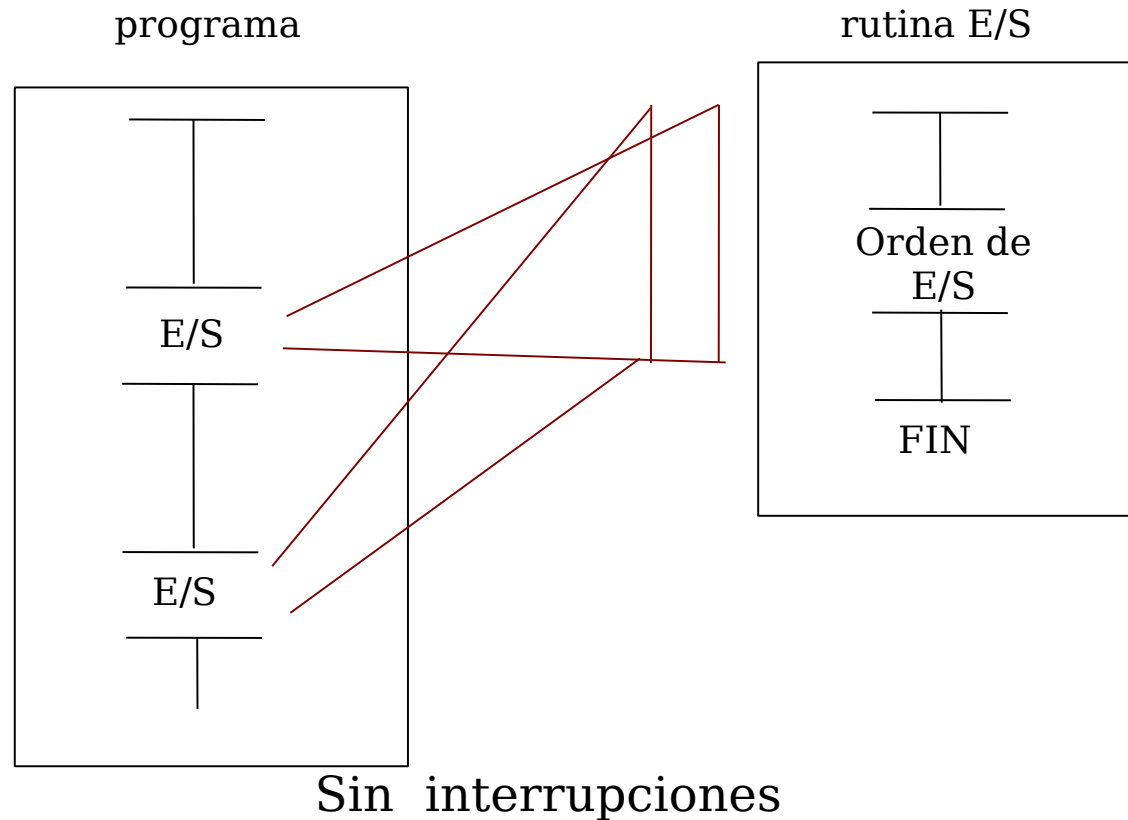 programa
rutina E/S
E/S
E/S
Orden de
E/S
FIN
Sin interrupciones